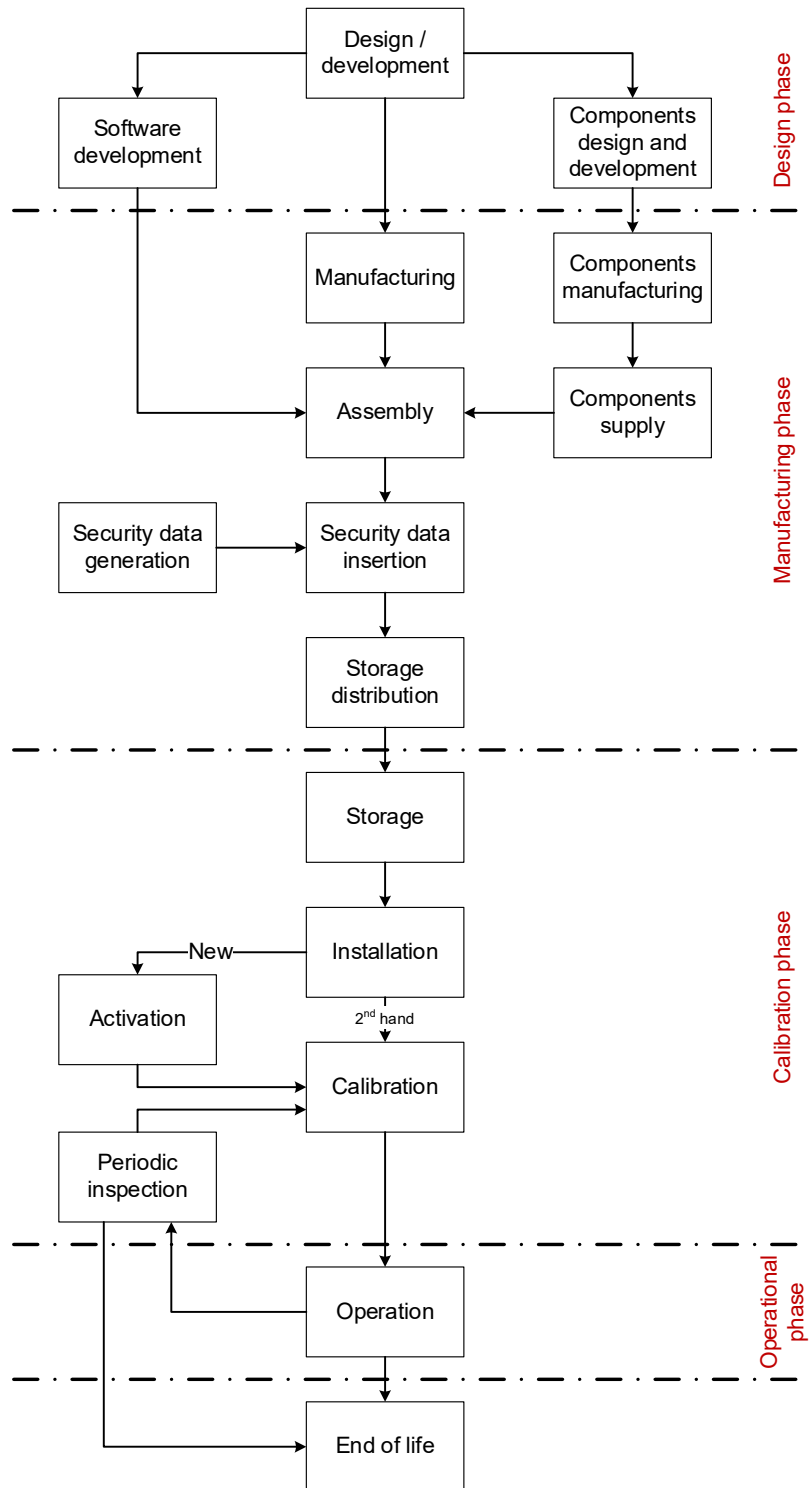 Design /
development
Software
development
Components
design and
development
Design phase
Manufacturing
Components
manufacturing
Assembly
Components
supply
Security data
generation
Security data
insertion
Storage
distribution
Manufacturing phase
Storage
Installation
New
Activation
2nd hand
Calibration
Periodic
inspection
Calibration phase
Operation
Operational
phase
End of life